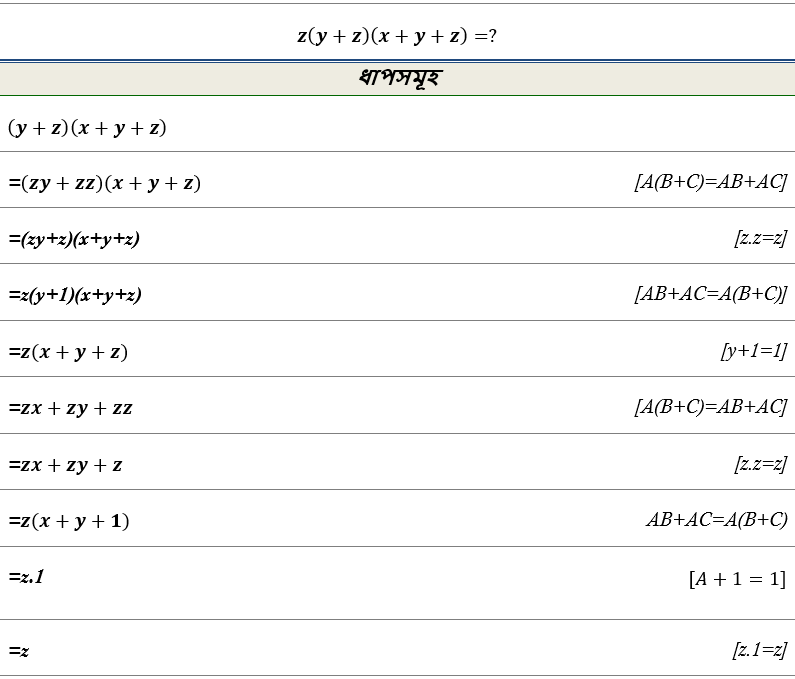 z(y + z)(x + y + z) =?
ধাপসমূহ
(y + z)(x + y + z)
=(zy + zz)(x + y + z) [A(B+C)=AB+AC]
=(zy+z)(x+y+z) [z.z=z]
=z(y+1)(x+y+z) [AB+AC=A(B+C)]
=z(x + y + z) [y+1=1]
=zx + zy + zz [A(B+C)=AB+AC]
=zx + zy + z [z.z=z]
=z(x + y + 1) AB+AC=A(B+C)
=z.1 [A + 1 = 1]
=z [z.1=z]